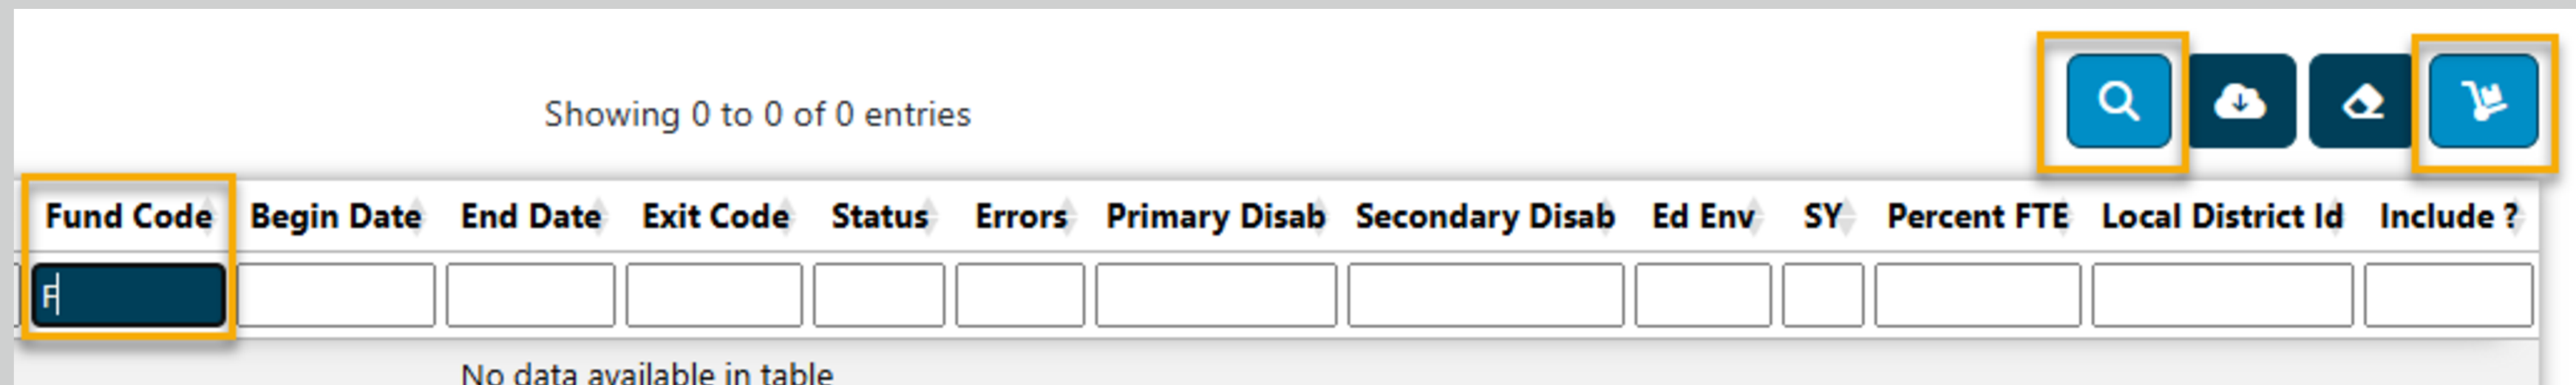 Showing 0 to 0 of 0 entries
Fund Code Begin Date End Date Exit Code Status Errors Primary Disab Secondary Disab Ed Env SY Percent FTE Local District Id Include ?
F
No data available in table